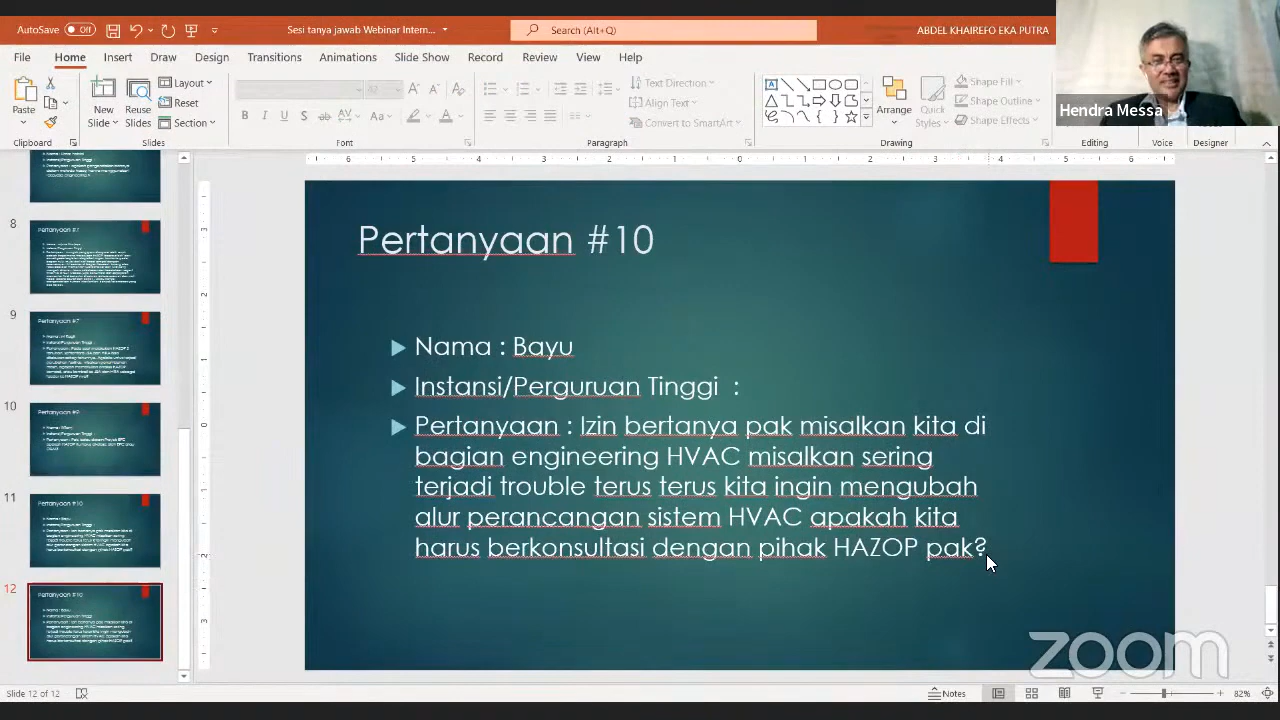 AutoSave Off
Sesi tanya jawab Webinar Intern...
Search (Alt+Q)
ABDEL KHAIREFO EKA PUTRA
File Home Insert Draw Design Transitions Animations Slide Show Record Review View Help
Paste
New Slide
Reuse Slides
Layout
Reset
Section
B I U S
Text Direction
Align Text
Convert to SmartArt
Arrange
Quick Styles
Shape Fill
Shape Outline
Shape Effects
Hendra Messa
Clipboard Slides Font Paragraph Drawing Editing Voice Designer
8
9
10
11
12
Pertanyaan #10
Nama : Bayu
Instansi/Perguruan Tinggi :
Pertanyaan : Izin bertanya pak misalkan kita di
bagian engineering HVAC misalkan sering
terjadi trouble terus terus kita ingin mengubah
alur perancangan sistem HVAC apakah kita
harus berkonsultasi dengan pihak HAZOP pak?
zoom
Slide 12 of 12
Notes
82%